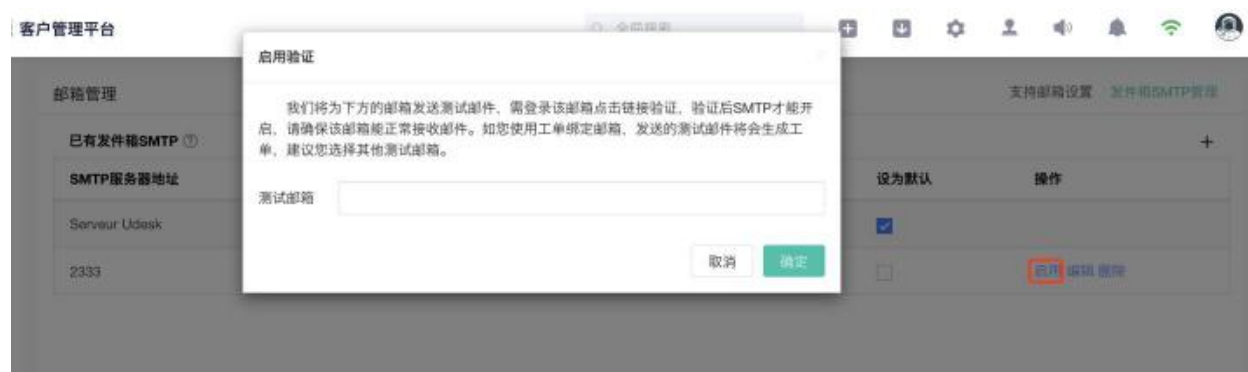 客户管理平台
全局搜索
启用验证
邮箱管理
支持邮箱设置 发件箱SMTP管理
我们将为下方的邮箱发送测试邮件，需登录该邮箱点击链接验证，验证后SMTP才能开
启，请确保该邮箱能正常接收邮件。如您使用工单绑定邮箱，发送的测试邮件将会生成工
单，建议您选择其他测试邮箱。
已有发件箱SMTP ?
+
SMTP服务器地址 设为默认 操作
测试邮箱
Serveur Udesk
2333 启用 编辑 删除
取消 确定